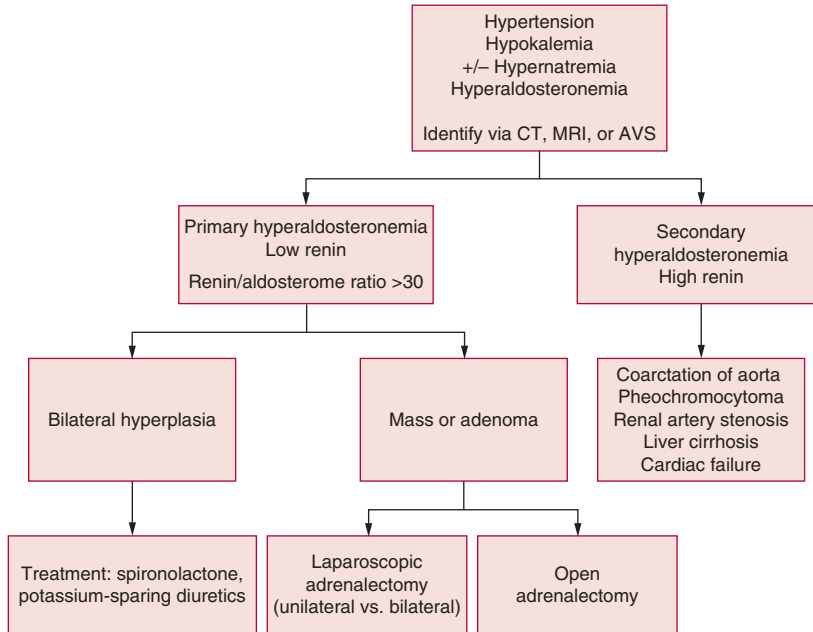 Hypertension
Hypokalemia
+/– Hypernatremia
Hyperaldosteronemia
Identify via CT, MRI, or AVS
Primary hyperaldosteronemia
Low renin
Renin/aldosterome ratio >30
Secondary
hyperaldosteronemia
High renin
Bilateral hyperplasia
Mass or adenoma
Coarctation of aorta
Pheochromocytoma
Renal artery stenosis
Liver cirrhosis
Cardiac failure
Treatment: spironolactone,
potassium-sparing diuretics
Laparoscopic
adrenalectomy
(unilateral vs. bilateral)
Open
adrenalectomy